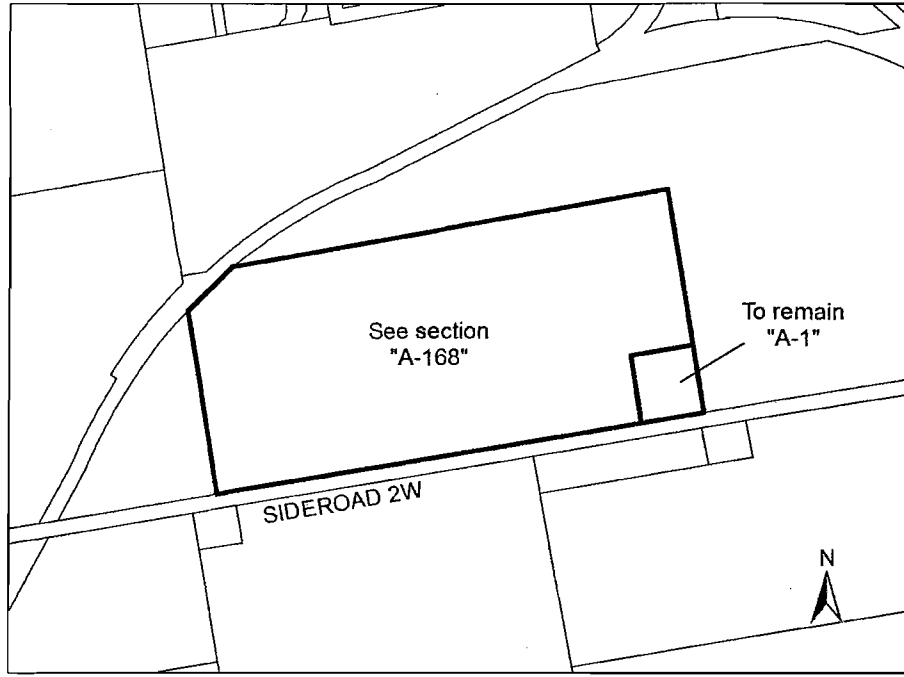 See section
"A-168"
To remain
"A-1"
SIDEROAD 2W
N